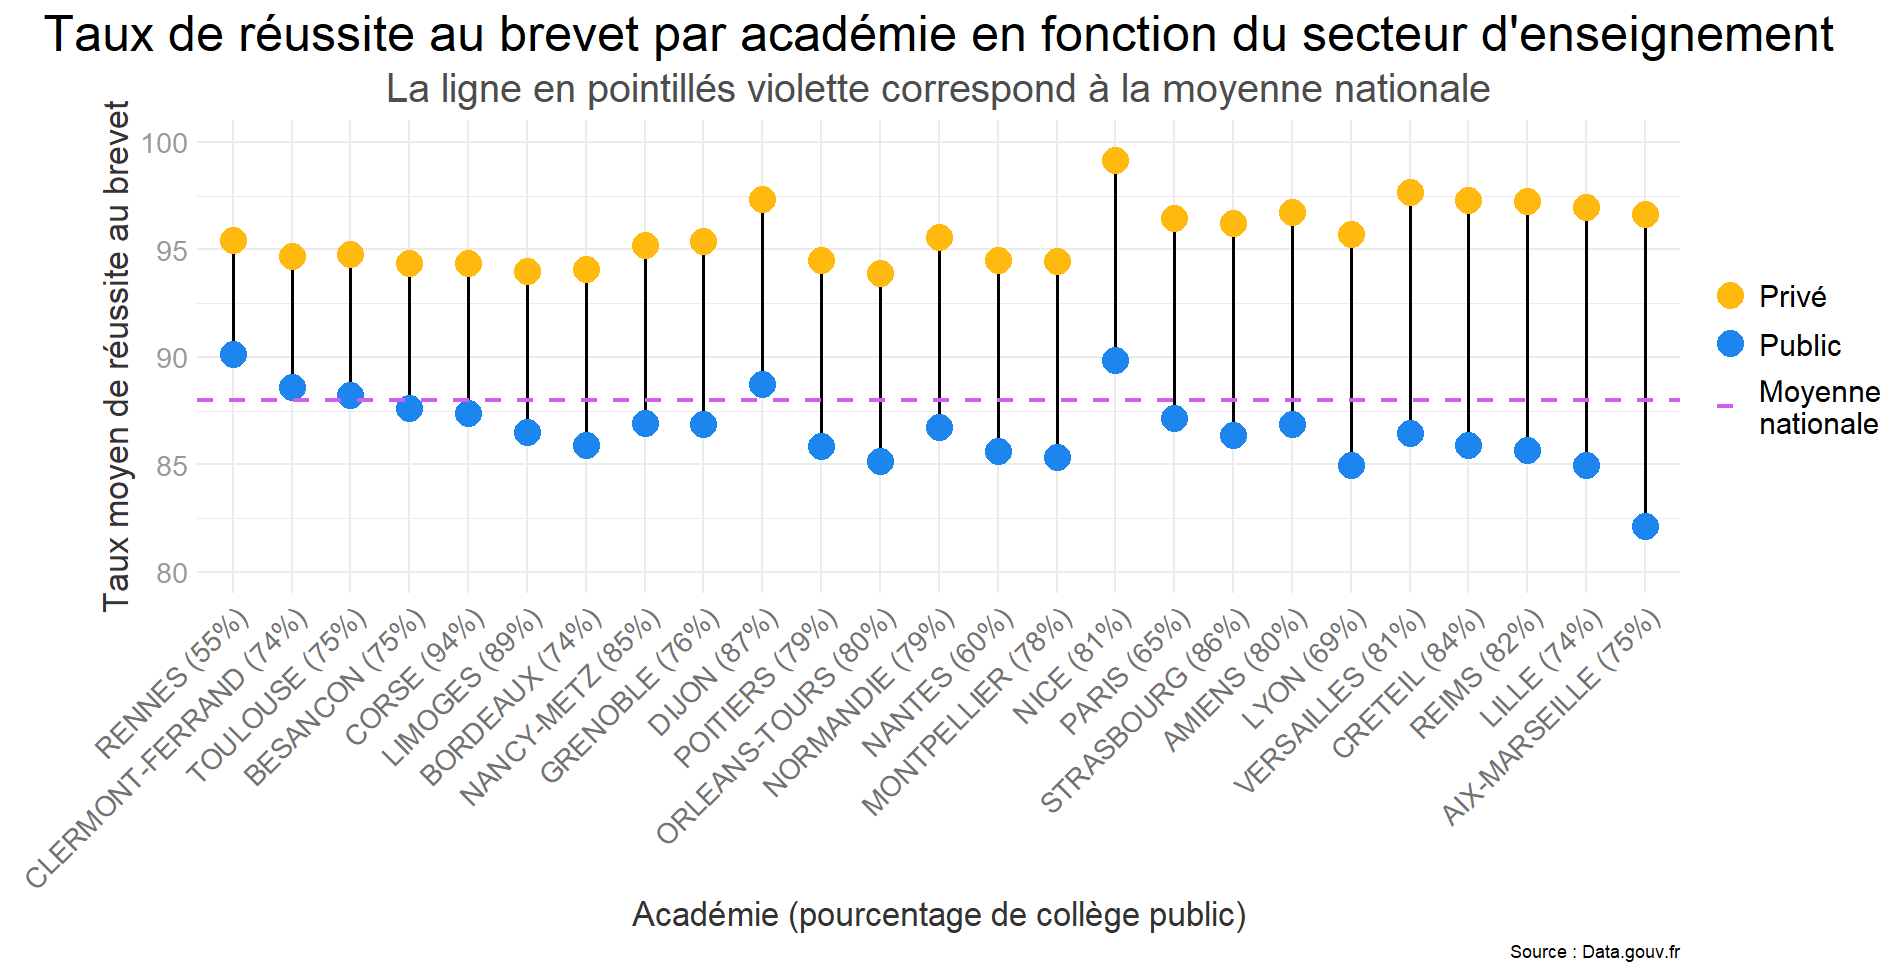 Taux de réussite au brevet par académie en fonction du secteur d'enseignement
La ligne en pointillés violette correspond à la moyenne nationale
Taux moyen de réussite au brevet
100
95
90
85
80
RENNES (55%)
CLERMONT-FERRAND (74%)
TOULOUSE (75%)
BESANCON (75%)
CORSE (94%)
LIMOGES (89%)
BORDEAUX (74%)
NANCY-METZ (85%)
GRENOBLE (76%)
DIJON (87%)
POITIERS (79%)
ORLEANS-TOURS (80%)
NORMANDIE (79%)
NANTES (60%)
MONTPELLIER (78%)
NICE (81%)
PARIS (65%)
STRASBOURG (86%)
AMIENS (80%)
LYON (69%)
VERSAILLES (81%)
CRETEIL (84%)
REIMS (82%)
LILLE (74%)
AIX-MARSEILLE (75%)
Académie (pourcentage de collège public)
Privé
Public
Moyenne
nationale
Source : Data.gouv.fr